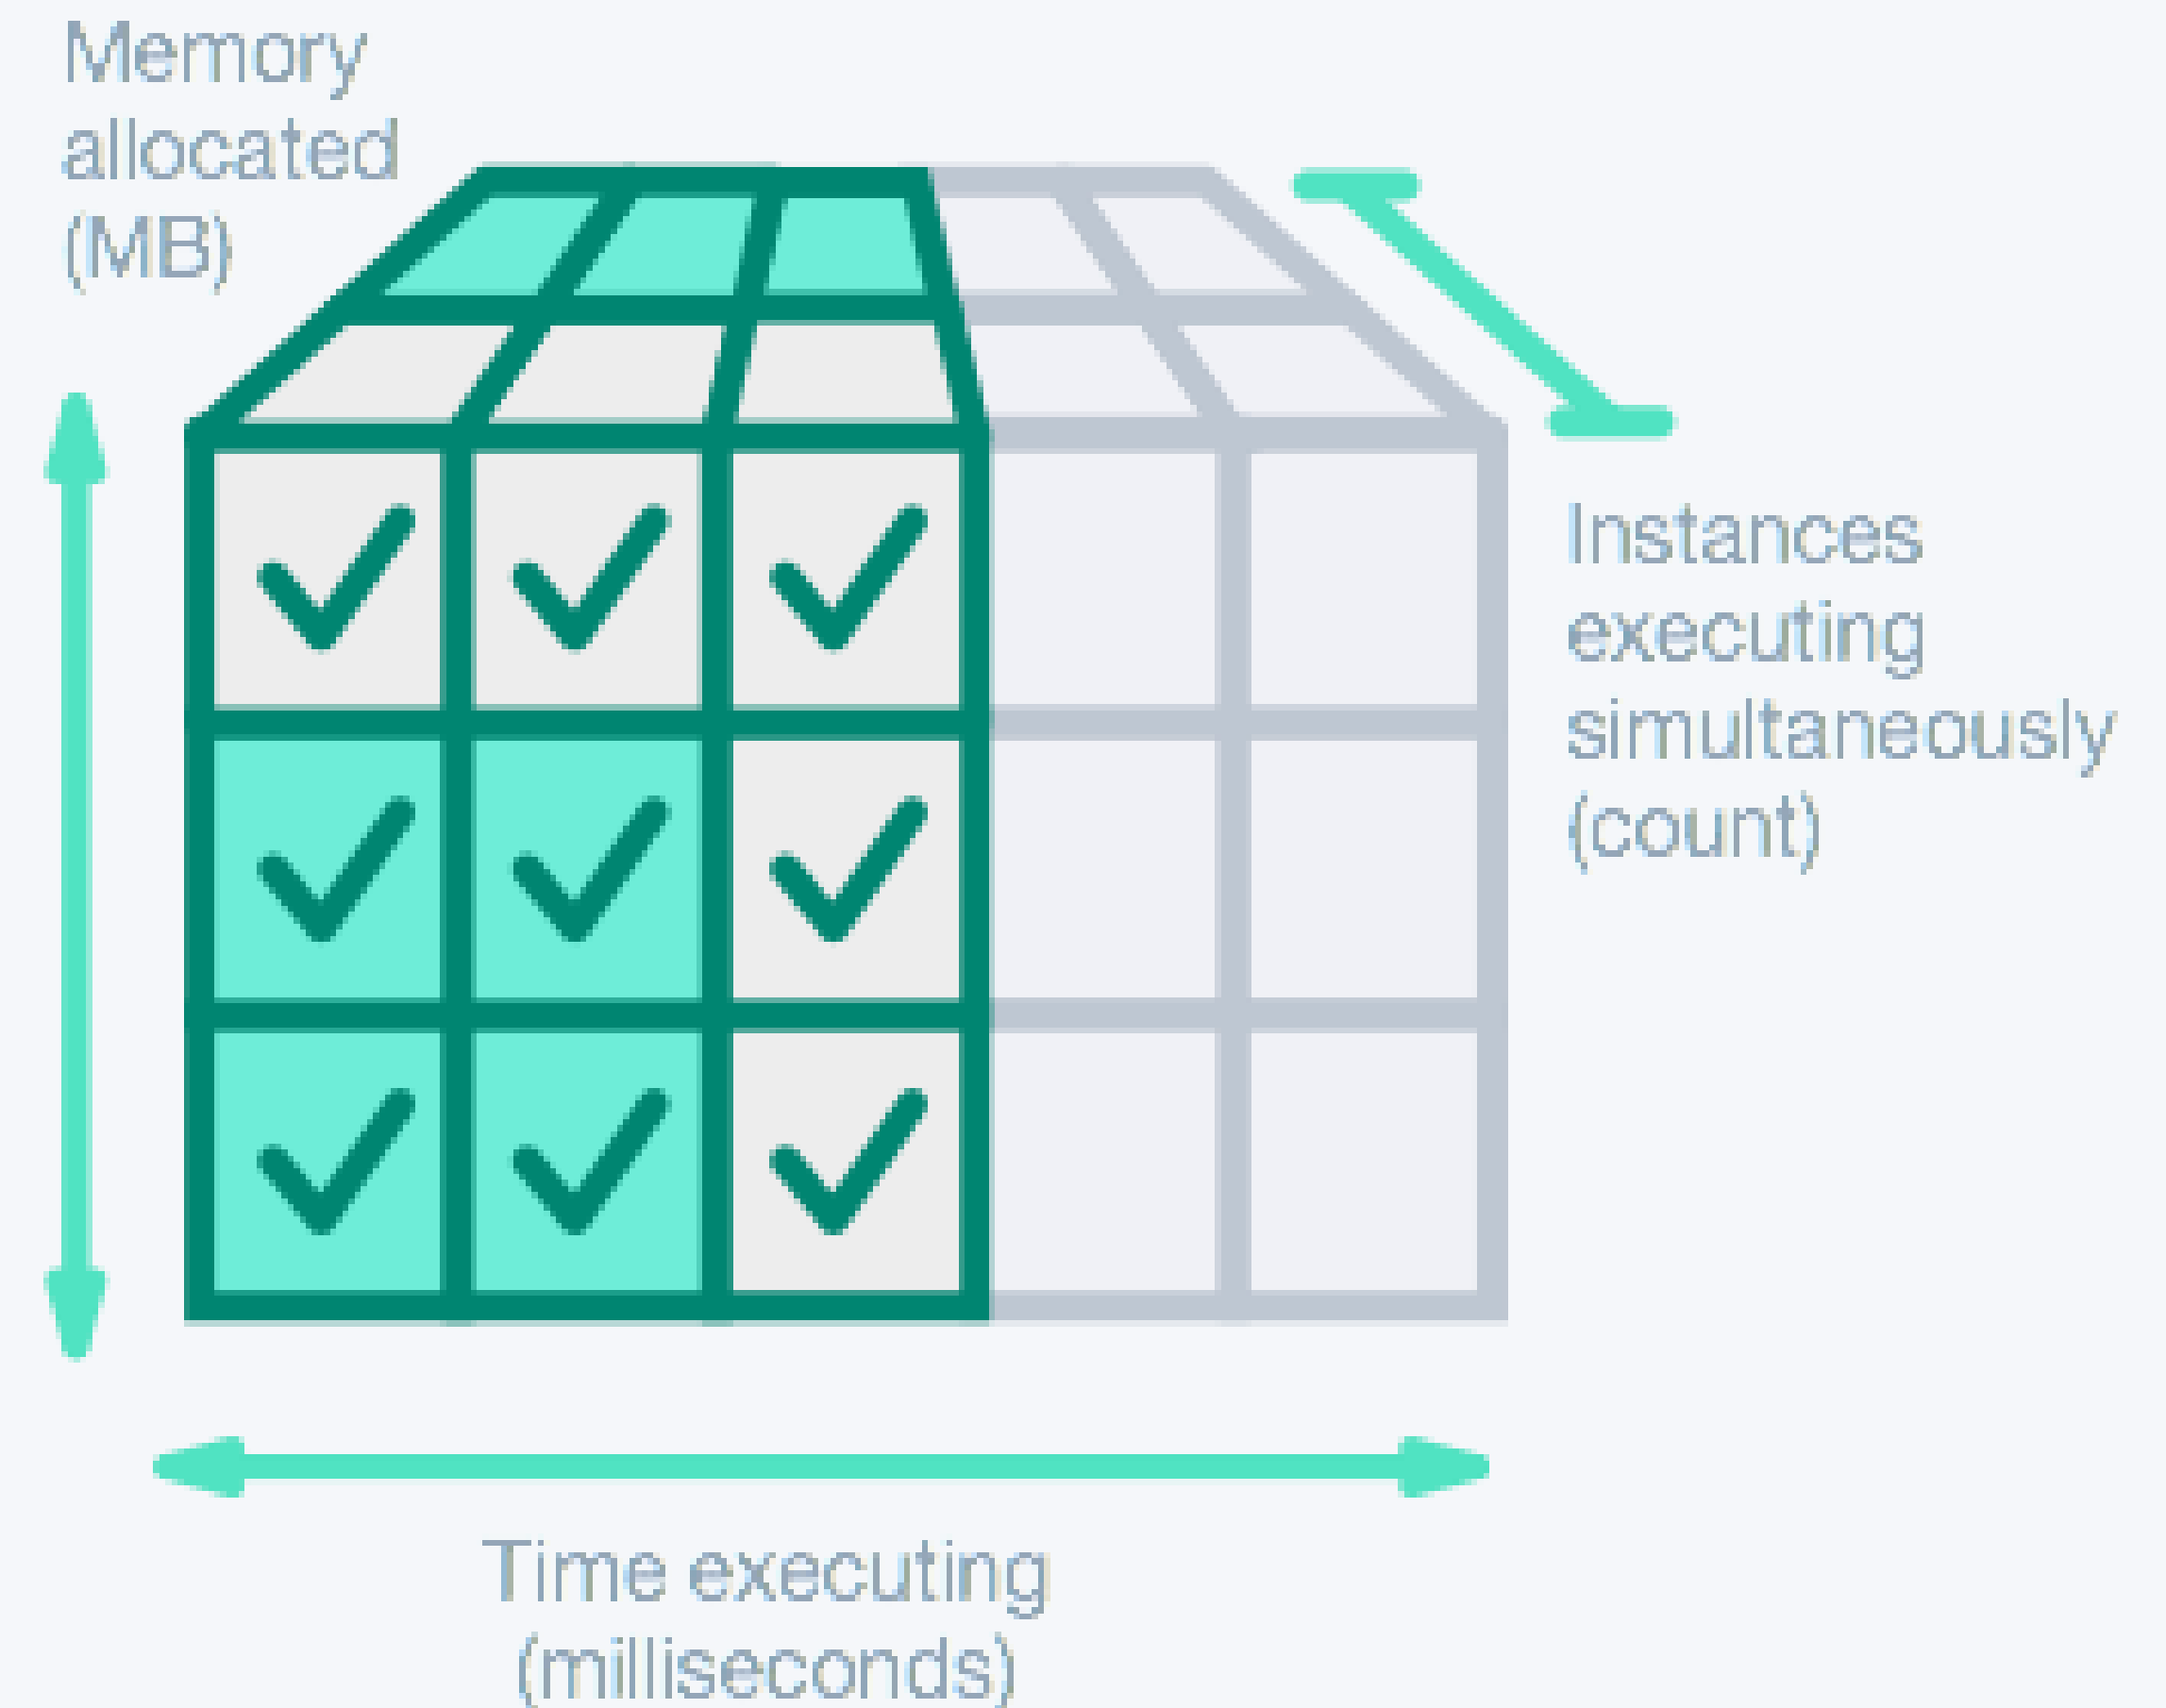 Memory
allocated
(MB)
Instances
executing
simultaneously
(count)
Time executing
(milliseconds)